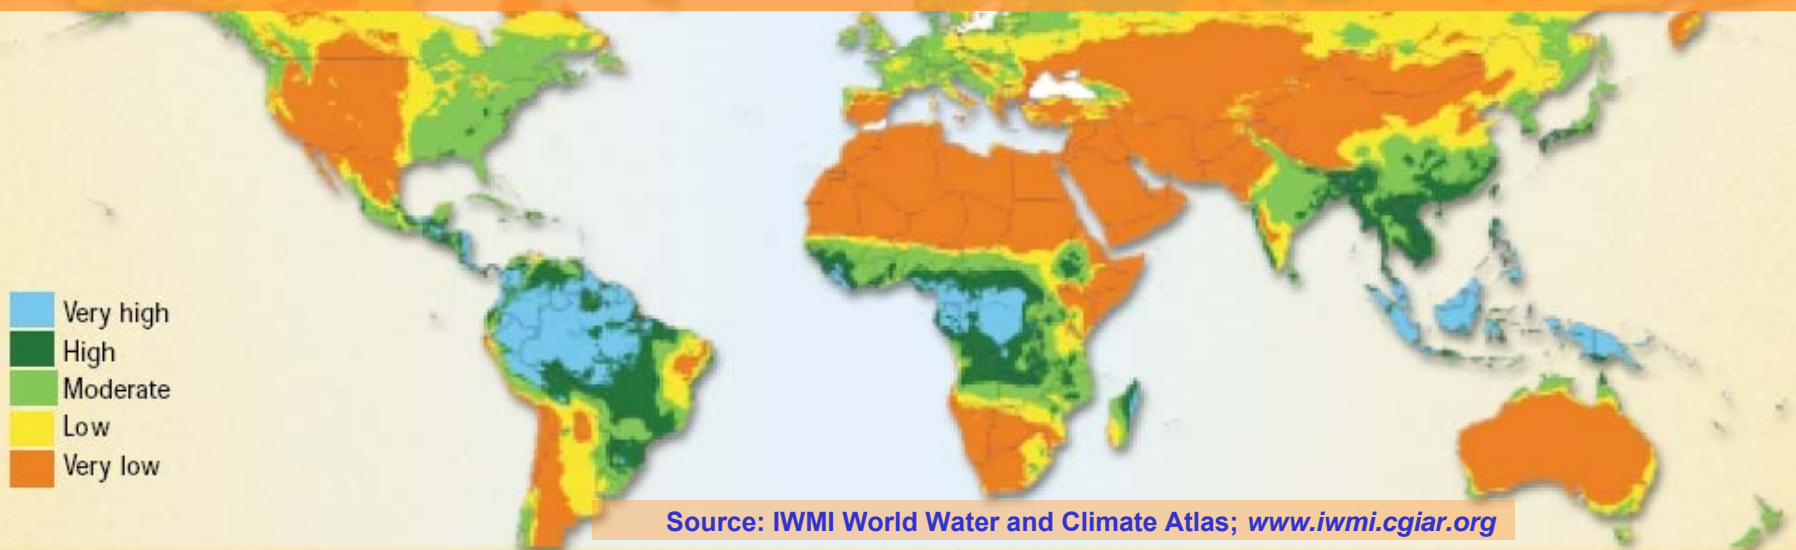 Very high
High
Moderate
Low
Very low
Source: IWMI World Water and Climate Atlas; www.iwmi.cgiar.org